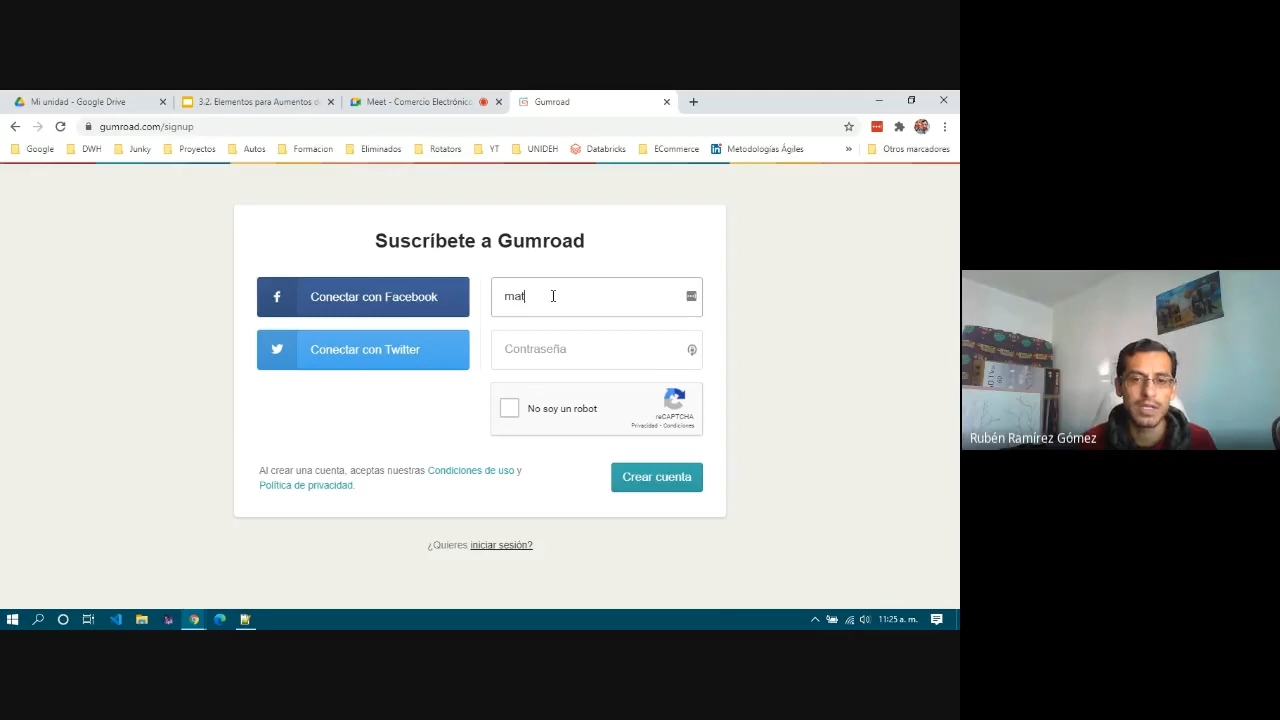 Mi unidad - Google Drive
3.2. Elementos para Aumentos d
Meet - Comercio Electrónico
Gumroad
gumroad.com/signup
Google
DWH
Junky
Proyectos
Autos
Formacion
Eliminados
Rotators
YT
UNIDEH
Databricks
ECommerce
Metodologías Ágiles
»
Otros marcadores
Suscríbete a Gumroad
Conectar con Facebook
mat
Conectar con Twitter
Contraseña
No soy un robot
reCAPTCHA
Privacidad - Condiciones
Al crear una cuenta, aceptas nuestras Condiciones de uso y
Política de privacidad.
Crear cuenta
¿Quieres iniciar sesión?
11:25 a. m.
Rubén Ramírez Gómez